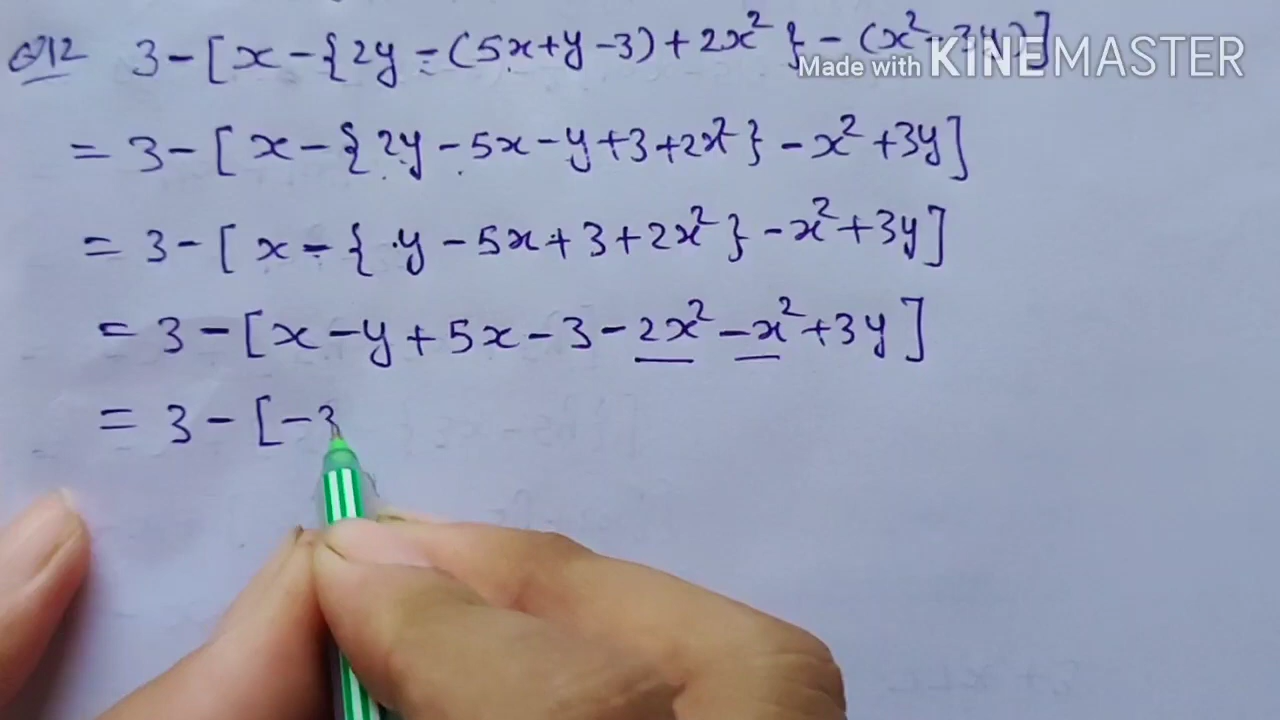 Q12 3-[x-{2y-(5x+y-3)+2x²}-(x²-3y)]
Made with KINEMASTER
= 3-[x-{2y-5x-y+3+2x²}-x²+3y]
= 3-[x-{y-5x+3+2x²}-x²+3y]
= 3-[x-y+5x-3-2x²-x²+3y]
= 3-[-3